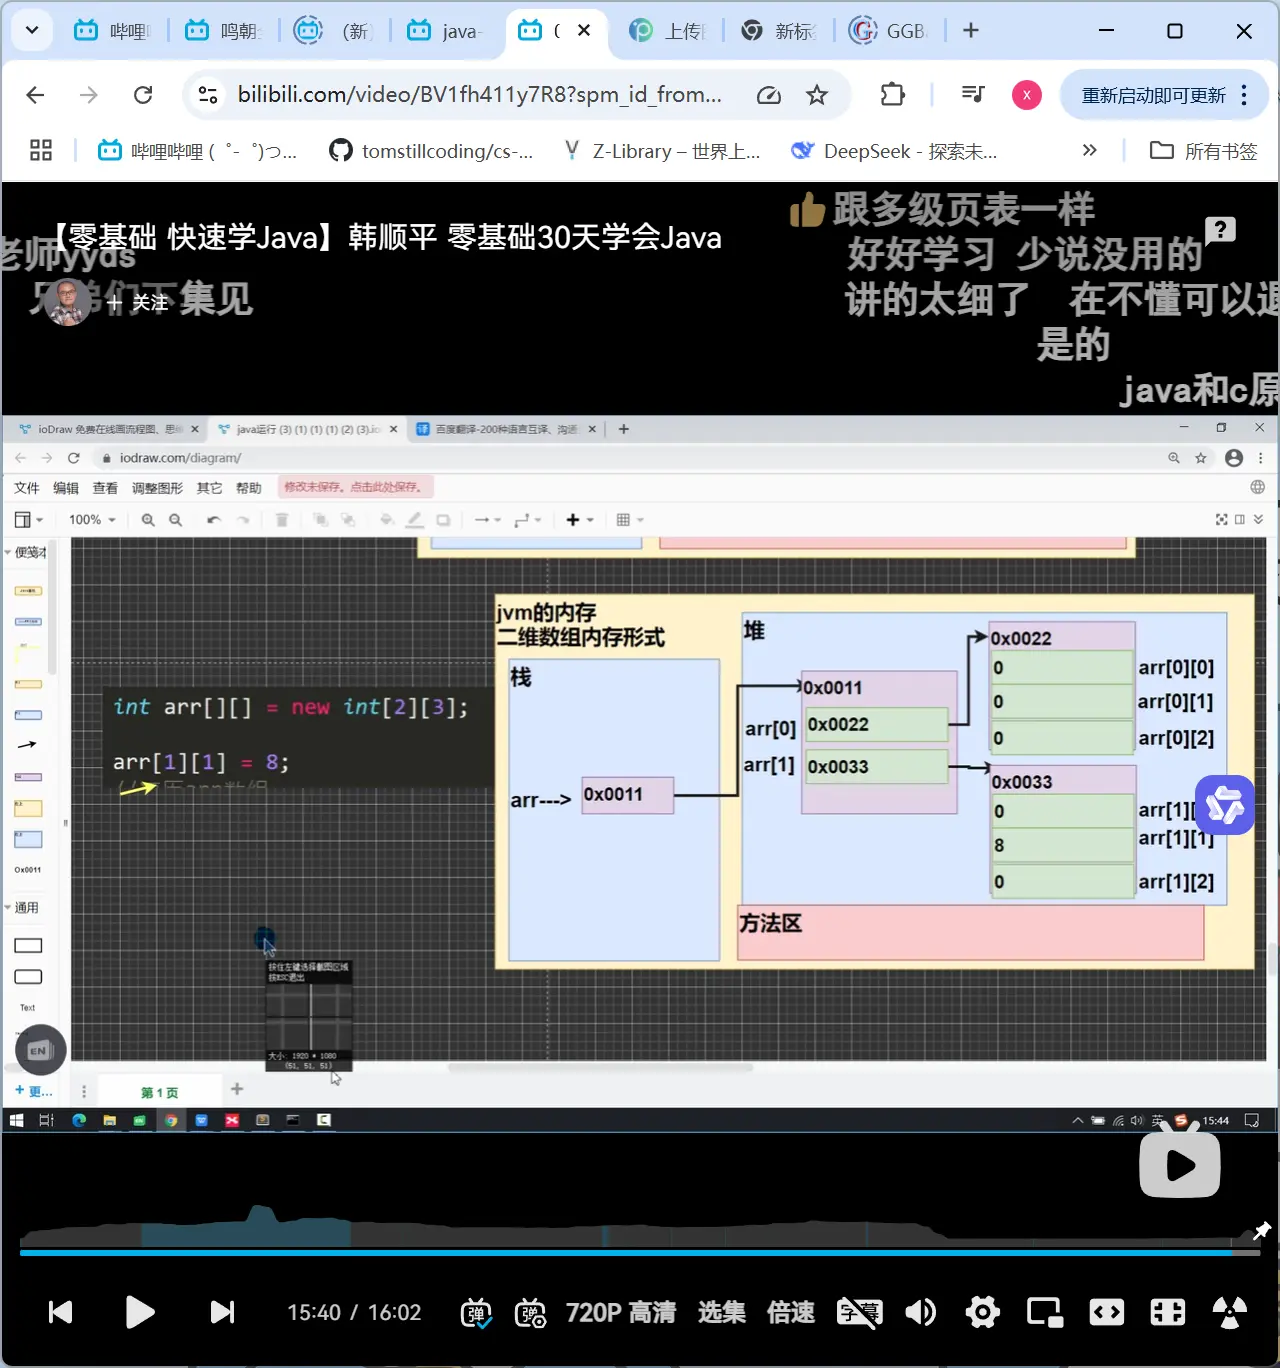 哔哩
鸣朝
(新
java-
(
上传
新标
GGB
bilibili.com/video/BV1fh411y7R8?spm_id_from...
x
重新启动即可更新
哔哩哔哩 (゜-゜)つ...
tomstillcoding/cs-...
Z-Library – 世界上...
DeepSeek - 探索未...
所有书签
跟多级页表一样
【零基础 快速学Java】韩顺平 零基础30天学会Java
老师yyds
好好学习 少说没用的
兄弟们下集见
+ 关注
讲的太细了
在不懂可以退
是的
java和c原
ioDraw 免费在线画流程图、思
java运行 (3) (1) (1) (1) (2) (3).io
百度翻译-200种语言互译、沟通
iodraw.com/diagram/
文件 编辑 查看 调整图形 其它 帮助
修改未保存。点击此处保存。
100%
便笺本
0x0011
通用
Text
int arr[][] = new int[2][3];
arr[1][1] = 8;
jvm的内存
二维数组内存形式
栈
arr--->
0x0011
堆
0x0011
arr[0]
0x0022
arr[1]
0x0033
0x0022
0 arr[0][0]
0 arr[0][1]
0 arr[0][2]
0x0033
0 arr[1][
8 arr[1][1]
0 arr[1][2]
方法区
按住左键选择截图区域
按ESC退出
大小: 1920 * 1080
(51, 51, 51)
EN
+ 更...
第 1 页
英
15:44
15:40 / 16:02
弹
弹
720P 高清
选集
倍速
字幕